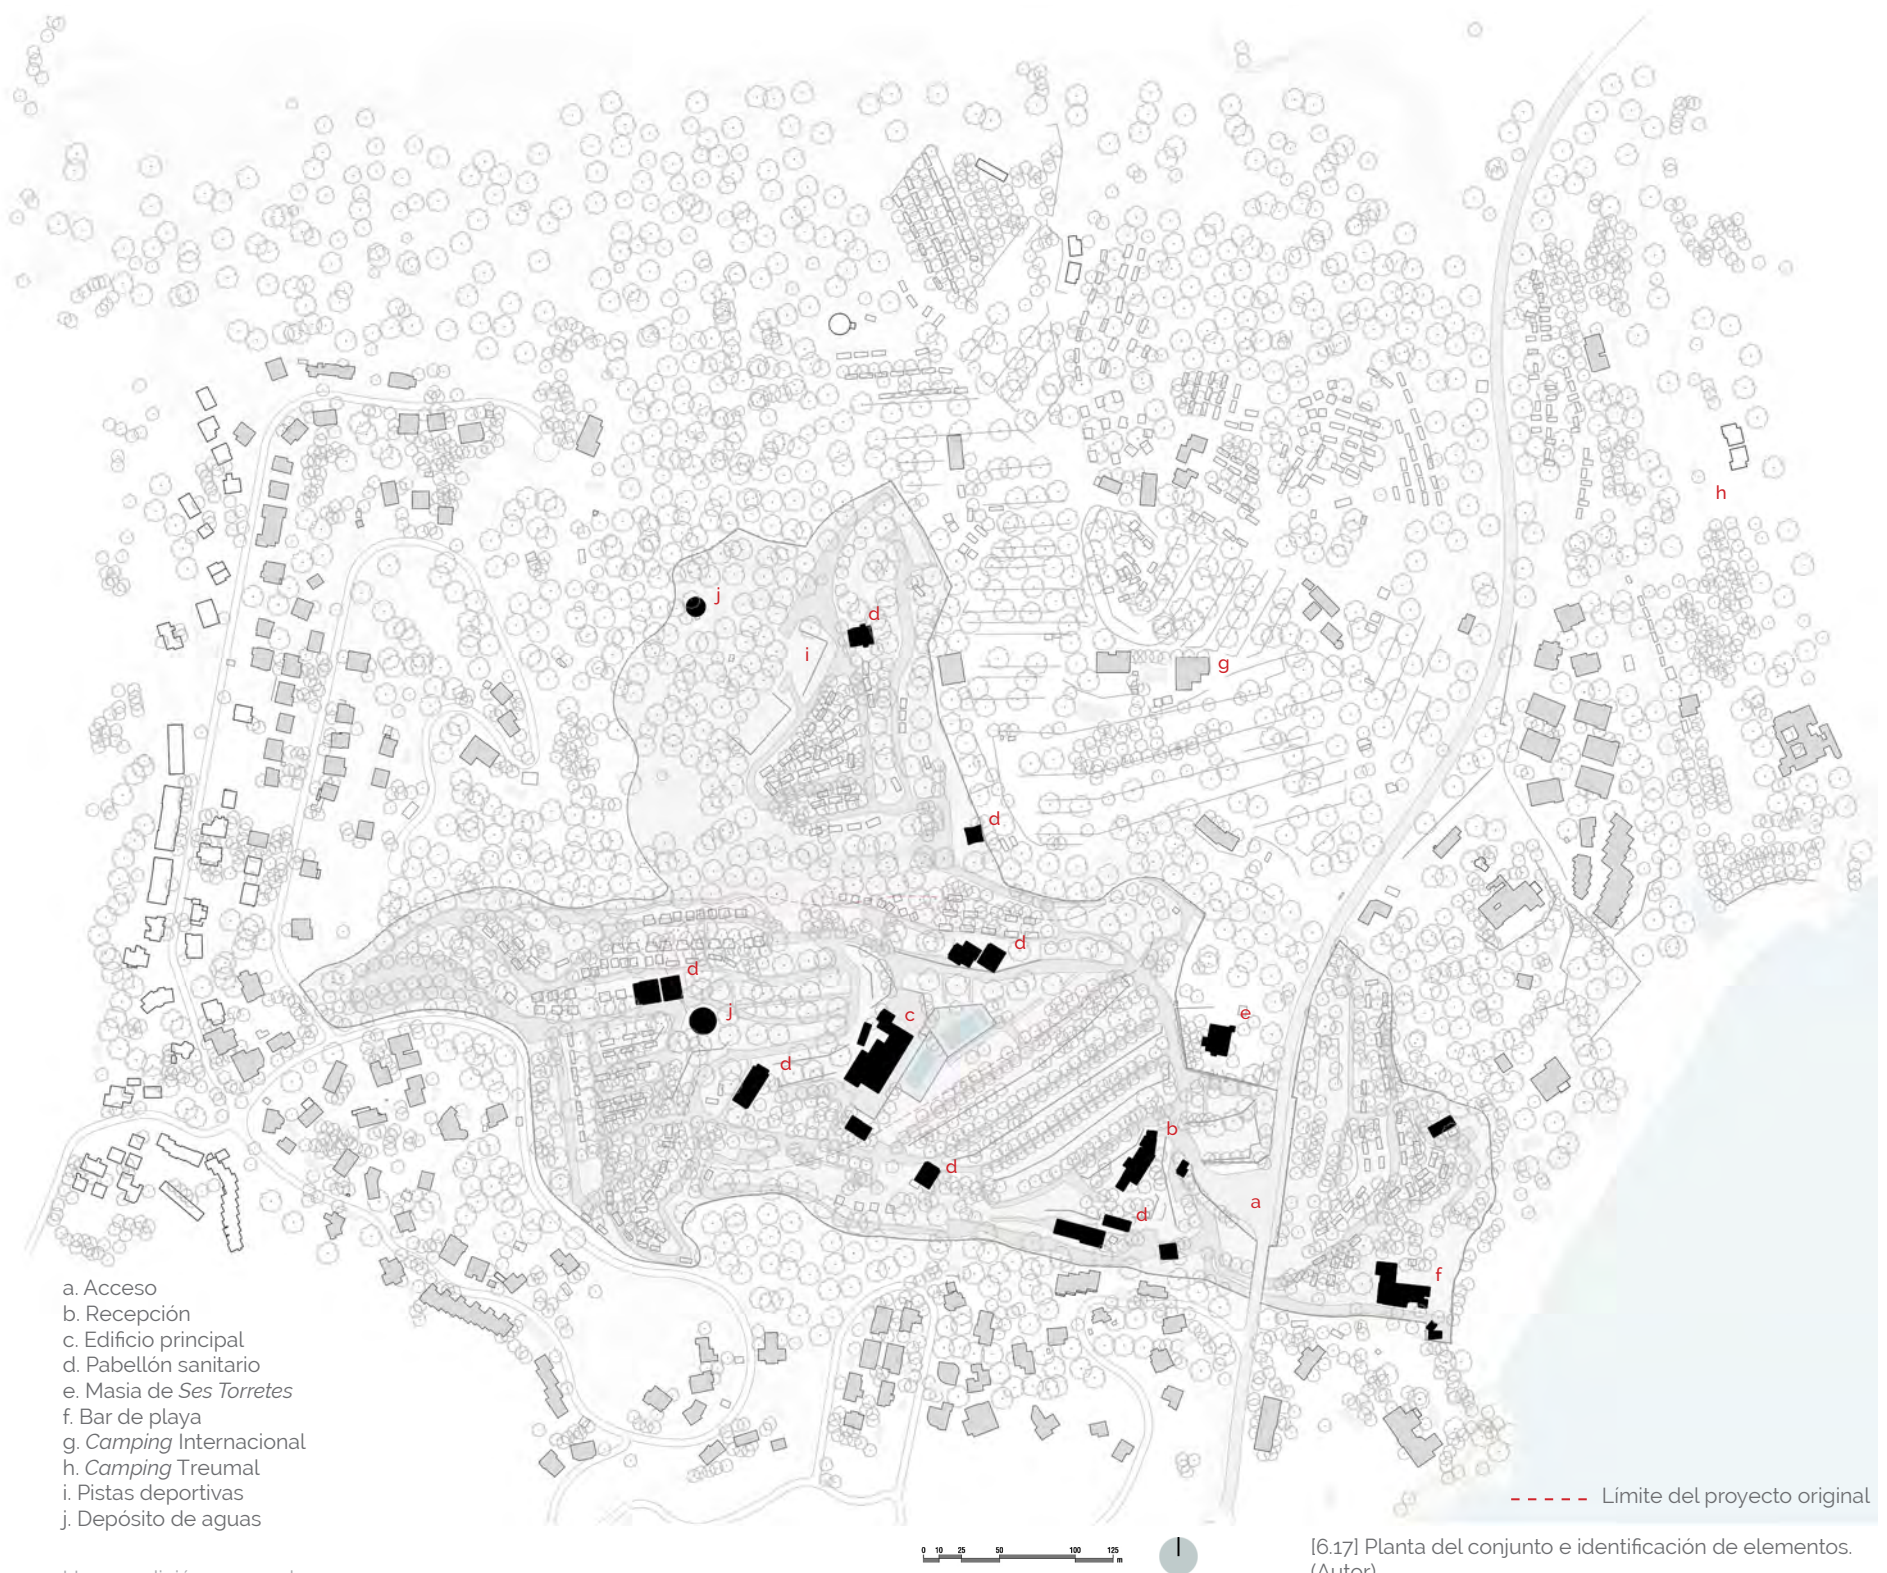 h
j
d
i
g
d
d
d
j
c
e
d
b
d
a
d
f
a. Acceso
b. Recepción
c. Edificio principal
d. Pabellón sanitario
e. Masia de Ses Torretes
f. Bar de playa
g. Camping Internacional
h. Camping Treumal
i. Pistas deportivas
j. Depósito de aguas
Límite del proyecto original
0 10 25 50 100 125
m
[6.17] Planta del conjunto e identificación de elementos.
(Autor)